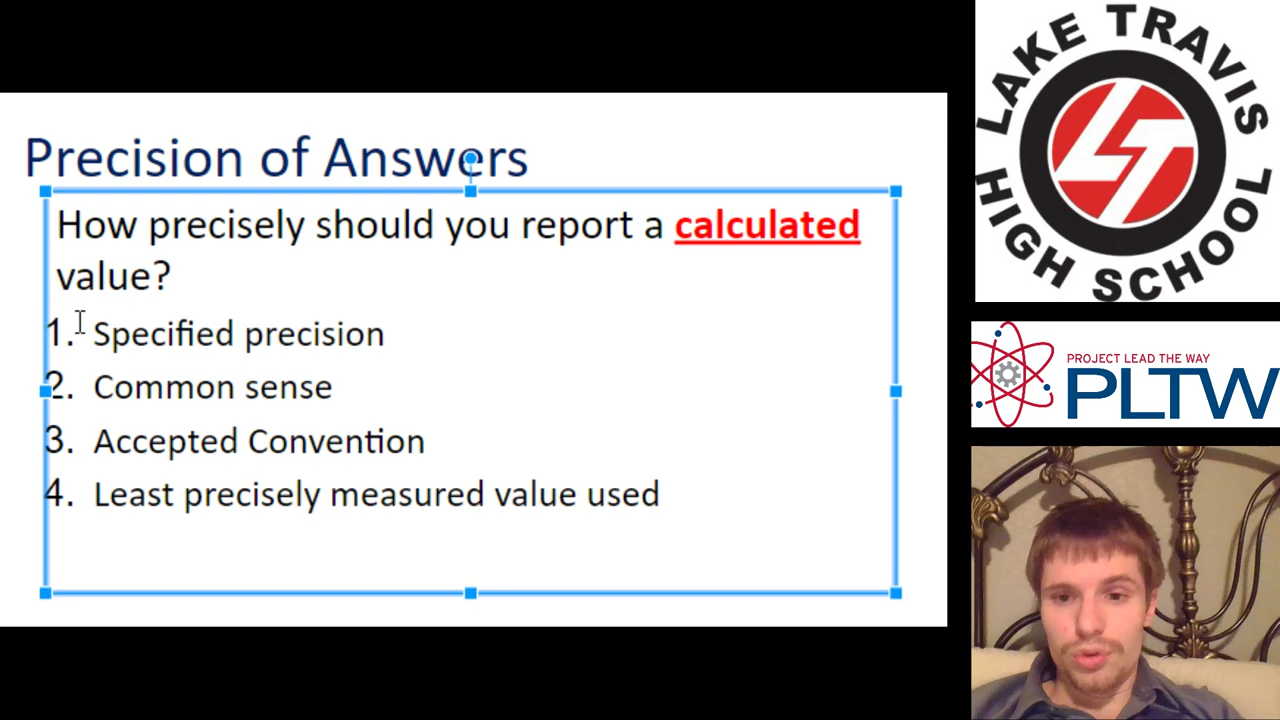 Precision of Answers
How precisely should you report a calculated
value?
1. Specified precision
2. Common sense
3. Accepted Convention
4. Least precisely measured value used
LAKE TRAVIS
LT
HIGH SCHOOL
PROJECT LEAD THE WAY
PLTW